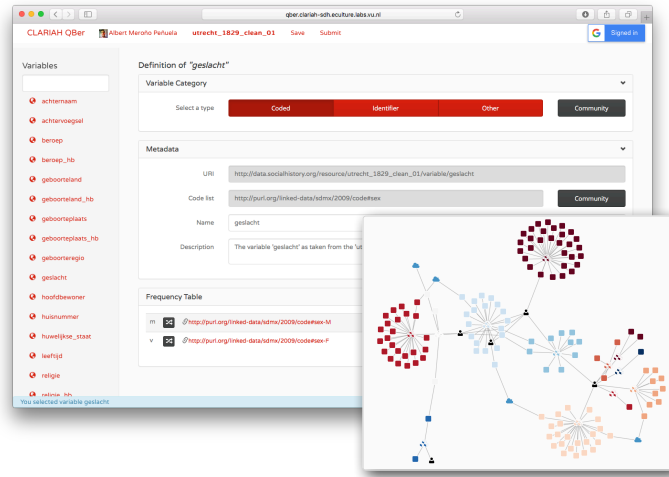 qber.clariah-sdh.eculture.labs.vu.nl
CLARIAH QBer Albert Meroño Peñuela utrecht_1829_clean_01 Save Submit
G Signed in
Variables
achternaam
achtervoegsel
beroep
beroep_hb
geboorteland
geboorteland_hb
geboorteplaats
geboorteplaats_hb
geboorteregio
geslacht
hoofdbewoner
huisnummer
huwelijkse_staat
leeftijd
religie
religie_hb
You selected variable geslacht
Definition of "geslacht"
Variable Category
Select a type Coded Identifier Other Community
Metadata
URI http://data.socialhistory.org/resource/utrecht_1829_clean_01/variable/geslacht
Code list http://purl.org/linked-data/sdmx/2009/code#sex Community
Name geslacht
Description The variable 'geslacht' as taken from the 'ut
Frequency Table
m http://purl.org/linked-data/sdmx/2009/code#sex-M
v http://purl.org/linked-data/sdmx/2009/code#sex-F